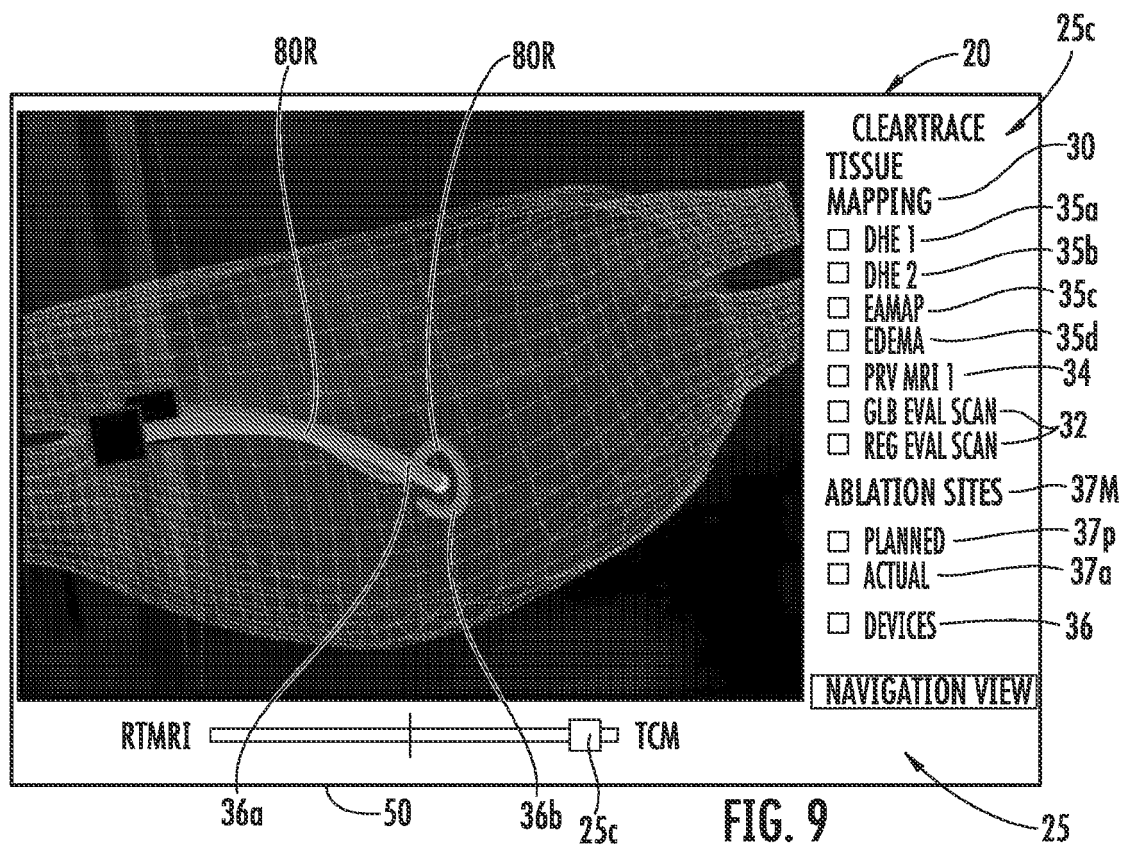 80R
80R
20
25c
CLEARTRACE
TISSUE
MAPPING
30
DHE 1
35a
DHE 2
35b
EAMAP
35c
EDEMA
35d
PRV MRI 1
34
GLB EVAL SCAN
32
REG EVAL SCAN
ABLATION SITES
37M
PLANNED
37p
ACTUAL
37a
DEVICES
36
NAVIGATION VIEW
RTMRI
TCM
36a
50
36b
25c
FIG. 9
25